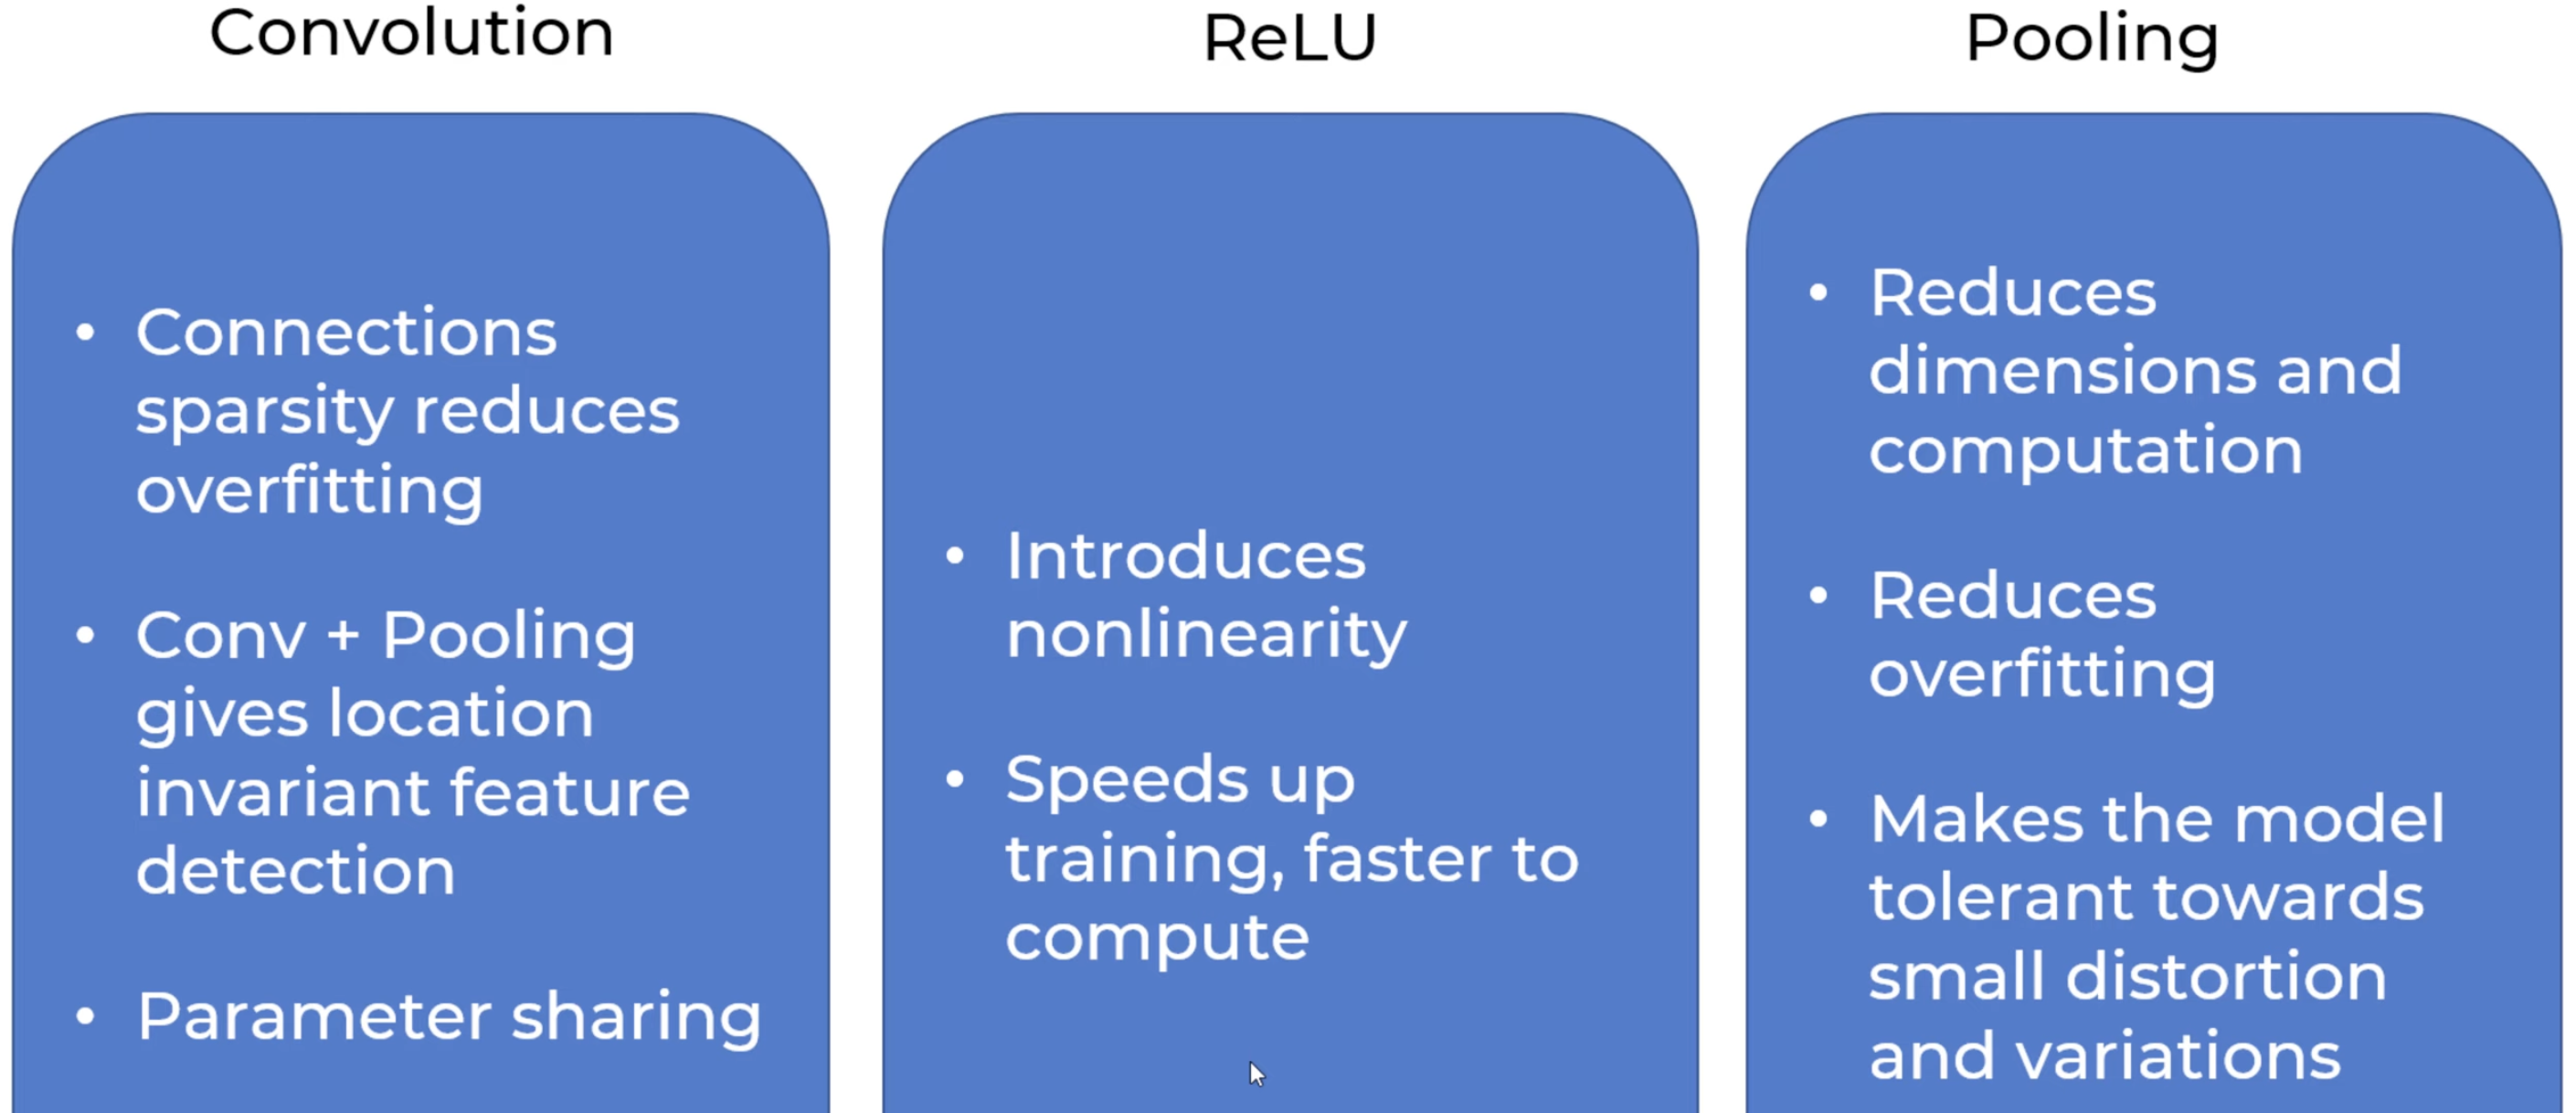 Convolution
• Connections
sparsity reduces
overfitting
• Conv + Pooling
gives location
invariant feature
detection
• Parameter sharing
ReLU
• Introduces
nonlinearity
• Speeds up
training, faster to
compute
Pooling
• Reduces
dimensions and
computation
• Reduces
overfitting
• Makes the model
tolerant towards
small distortion
and variations